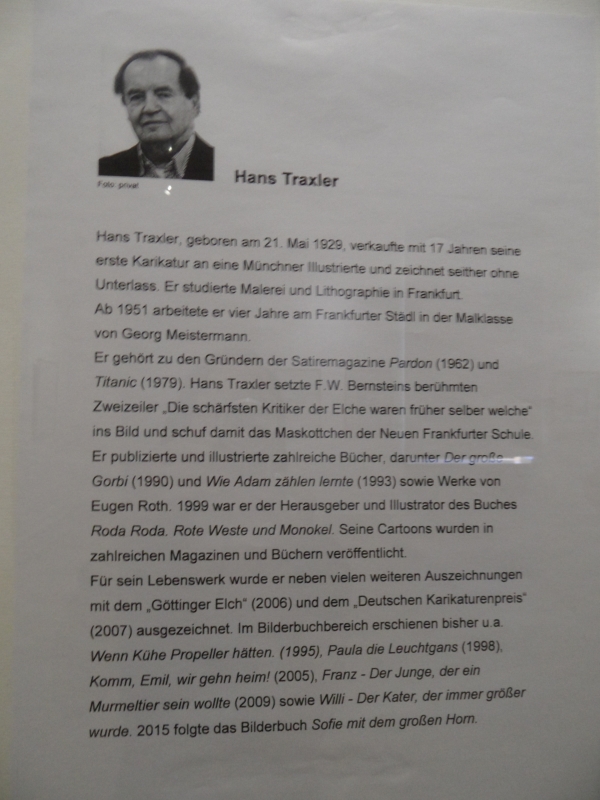 Foto: privat
Hans Traxler
Hans Traxler, geboren am 21. Mai 1929, verkaufte mit 17 Jahren seine
erste Karikatur an eine Münchner Illustrierte und zeichnet seither ohne
Unterlass. Er studierte Malerei und Lithographie in Frankfurt.
Ab 1951 arbeitete er vier Jahre am Frankfurter Städl in der Malklasse
von Georg Meistermann.
Er gehört zu den Gründern der Satiremagazine Pardon (1962) und
Titanic (1979). Hans Traxler setzte F.W. Bernsteins berühmten
Zweizeiler „Die schärfsten Kritiker der Elche waren früher selber welche“
ins Bild und schuf damit das Maskottchen der Neuen Frankfurter Schule.
Er publizierte und illustrierte zahlreiche Bücher, darunter Der große
Gorbi (1990) und Wie Adam zählen lernte (1993) sowie Werke von
Eugen Roth. 1999 war er der Herausgeber und Illustrator des Buches
Roda Roda. Rote Weste und Monokel. Seine Cartoons wurden in
zahlreichen Magazinen und Büchern veröffentlicht.
Für sein Lebenswerk wurde er neben vielen weiteren Auszeichnungen
mit dem „Göttinger Elch“ (2006) und dem „Deutschen Karikaturenpreis“
(2007) ausgezeichnet. Im Bilderbuchbereich erschienen bisher u.a.
Wenn Kühe Propeller hätten. (1995), Paula die Leuchtgans (1998),
Komm, Emil, wir gehn heim! (2005), Franz - Der Junge, der ein
Murmeltier sein wollte (2009) sowie Willi - Der Kater, der immer größer
wurde. 2015 folgte das Bilderbuch Sofie mit dem großen Horn.